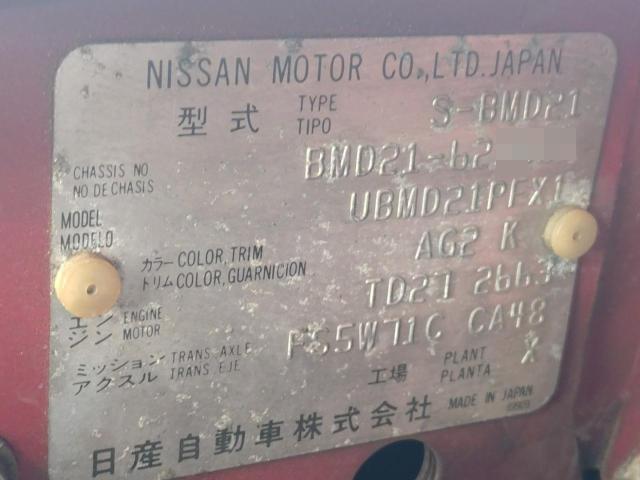 NISSAN MOTOR CO.,LTD.JAPAN
型式 TYPE TIPO S-BMD21
CHASSIS NO NO DE CHASIS BMD21-62
MODEL MODELO UBMD21PFX1
カラー COLOR, TRIM トリム COLOR, GUARNICION AG2 K
エンジン ENGINE MOTOR TD27 2663
ミッション TRANS. AXLE アクスル TRANS. EJE FS5W71C CA48
工場 PLANT PLANTA X
日産自動車株式会社 MADE IN JAPAN